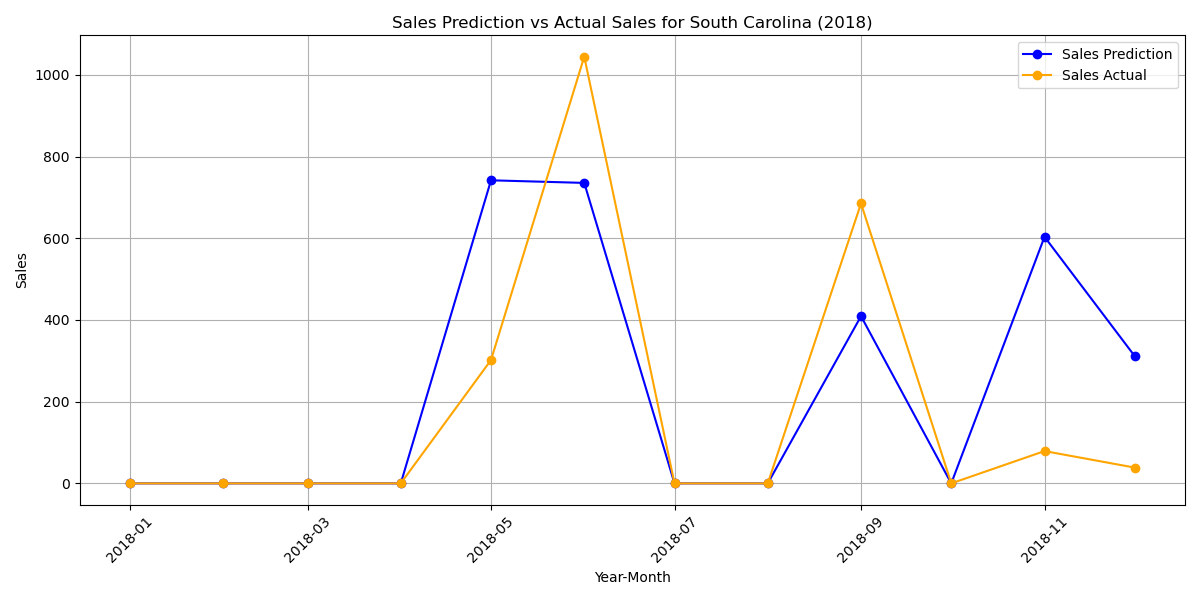 Sales Prediction vs Actual Sales for South Carolina (2018)
Sales Prediction
Sales Actual
Sales
1000
800
600
400
200
0
2018-01
2018-03
2018-05
2018-07
2018-09
2018-11
Year-Month